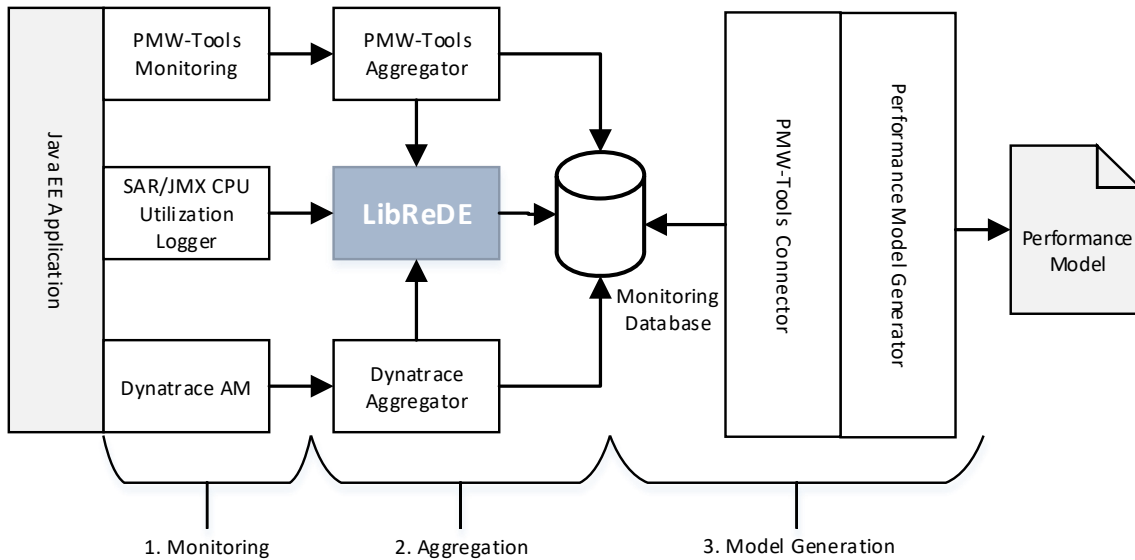 Java EE Application
PMW-Tools
Monitoring
PMW-Tools
Aggregator
SAR/JMX CPU
Utilization
Logger
LibReDE
Dynatrace AM
Dynatrace
Aggregator
Monitoring
Database
PMW-Tools Connector
Performance Model Generator
Performance
Model
1. Monitoring
2. Aggregation
3. Model Generation